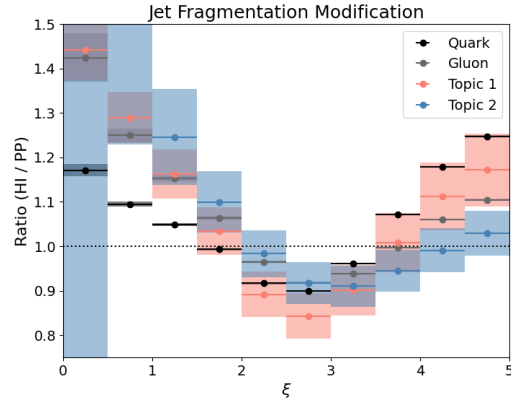 Jet Fragmentation Modification
Ratio (HI / PP)
1.5
1.4
1.3
1.2
1.1
1.0
0.9
0.8
Quark
Gluon
Topic 1
Topic 2
0 1 2 3 4 5
ξ